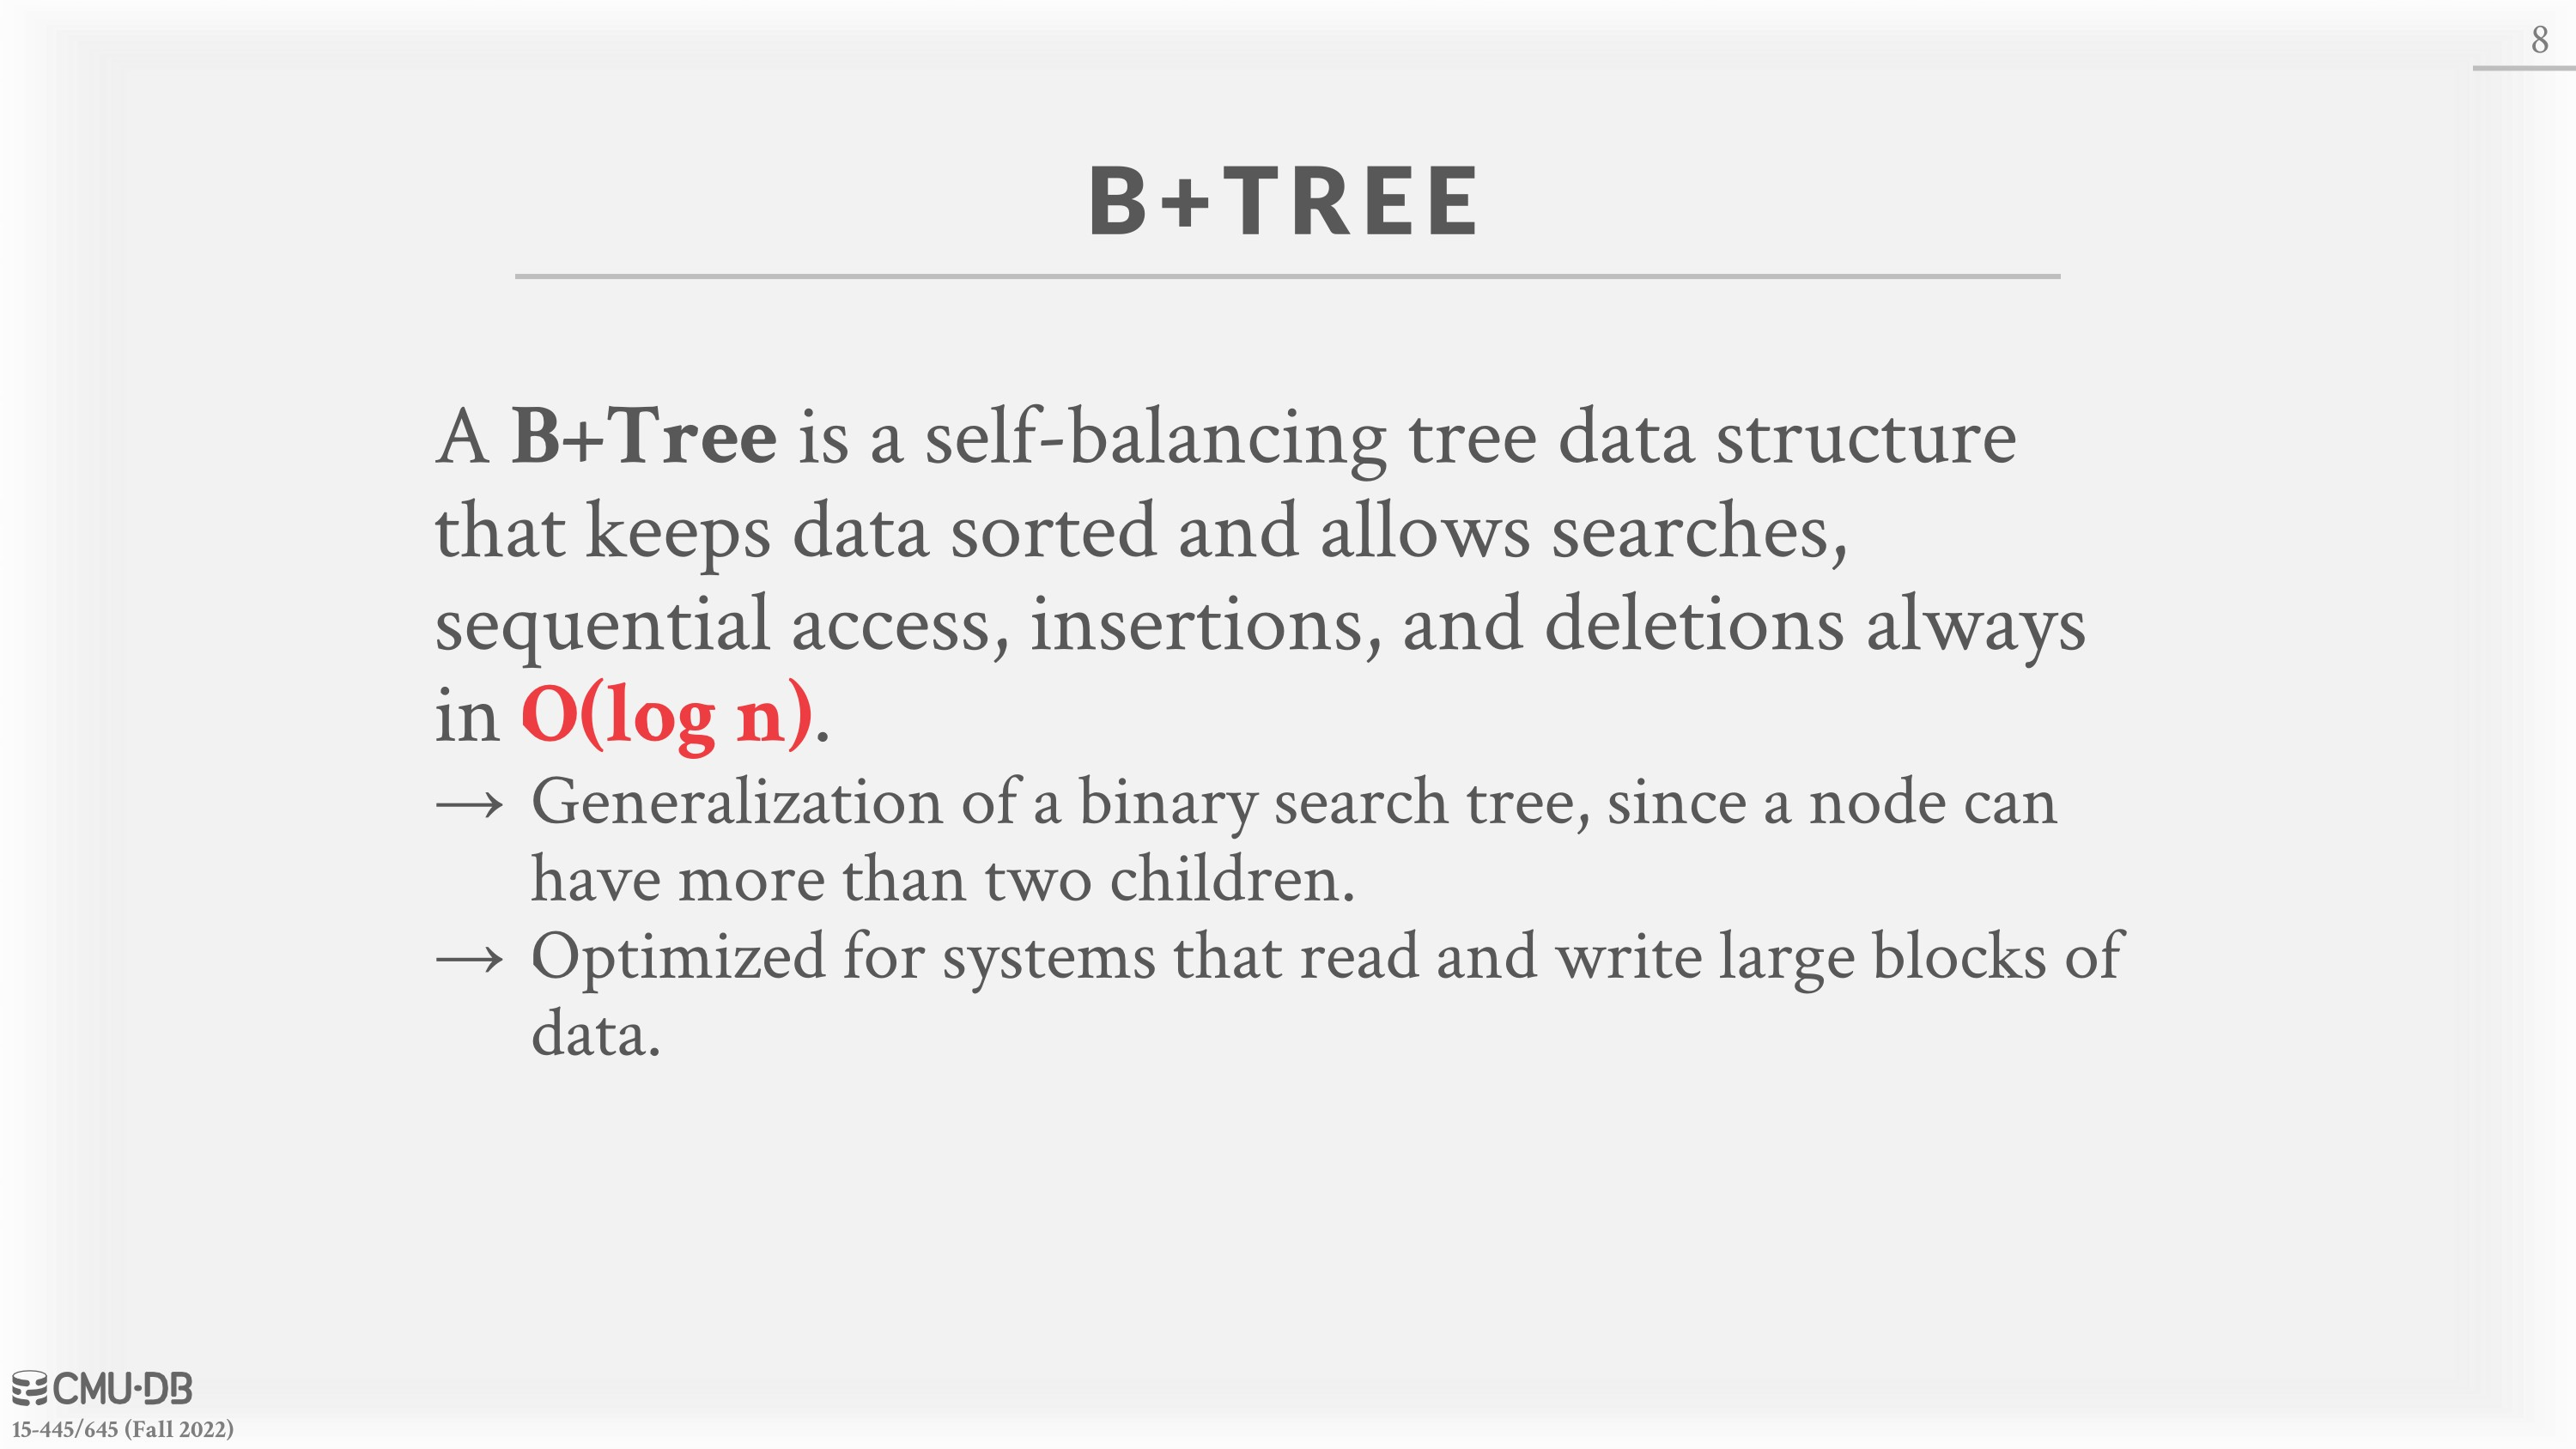 8
B+TREE
A B+Tree is a self-balancing tree data structure
that keeps data sorted and allows searches,
sequential access, insertions, and deletions always
in O(log n).
→ Generalization of a binary search tree, since a node can
have more than two children.
→ Optimized for systems that read and write large blocks of
data.
CMU·DB
15-445/645 (Fall 2022)